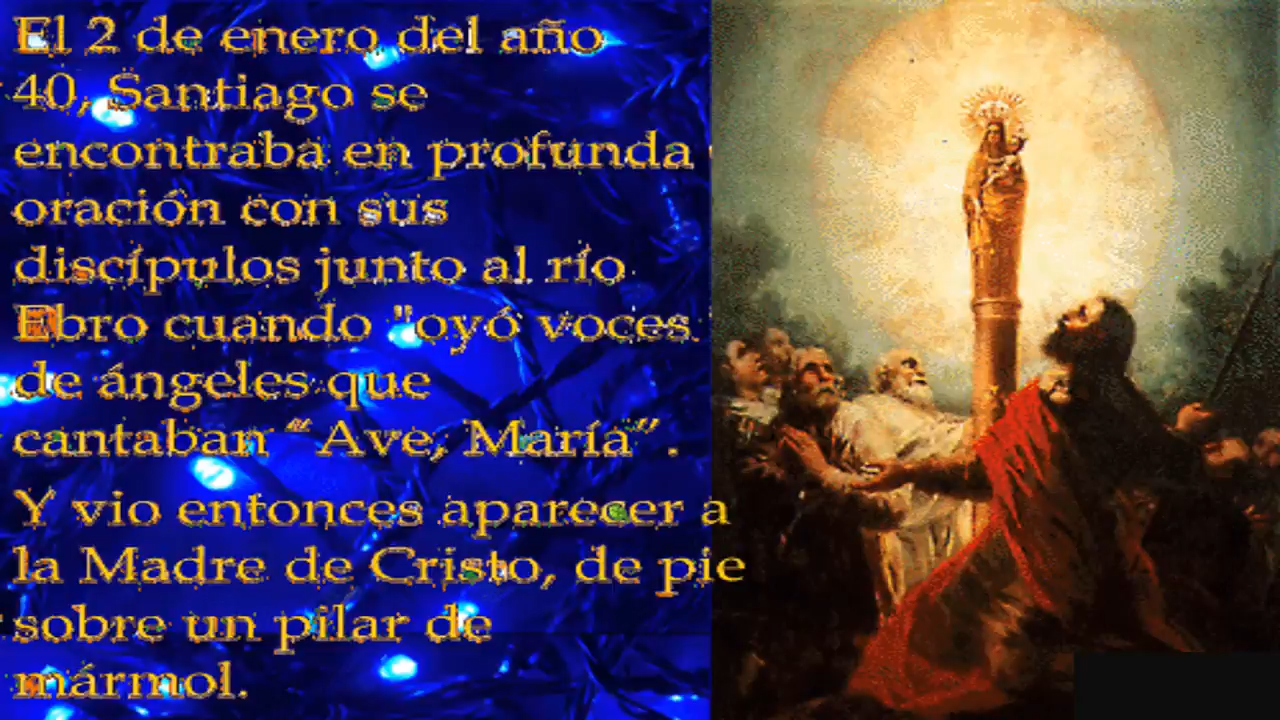 El 2 de enero del año
40, Santiago se
encontraba en profunda
oración con sus
discípulos junto al río
Ebro cuando "oyó voces
de ángeles que
cantaban “Ave, María”.
Y vio entonces aparecer a
la Madre de Cristo, de pie
sobre un pilar de
mármol.